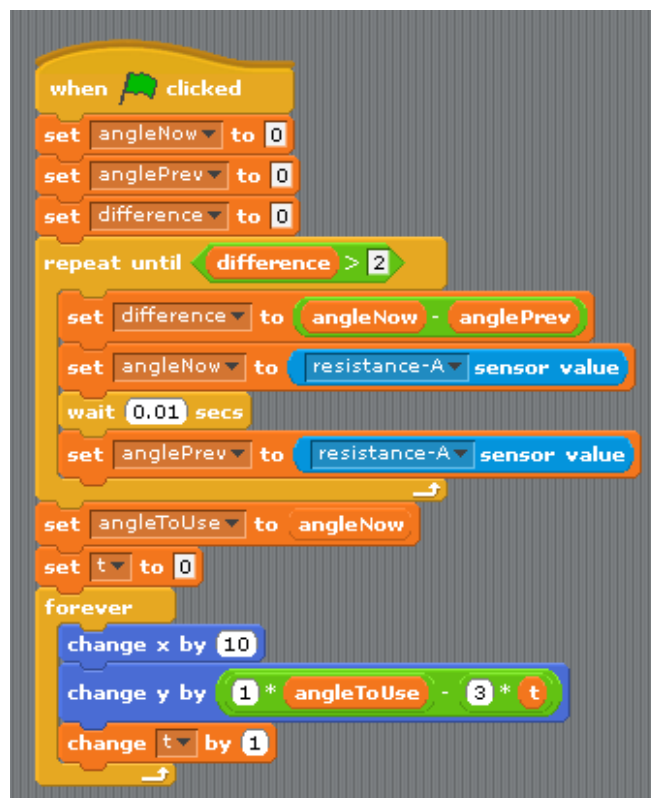 when clicked
set angleNow to 0
set anglePrev to 0
set difference to 0
repeat until difference > 2
set difference to angleNow - anglePrev
set angleNow to resistance-A sensor value
wait 0.01 secs
set anglePrev to resistance-A sensor value
set angleToUse to angleNow
set t to 0
forever
change x by 10
change y by 1 * angleToUse - 3 * t
change t by 1